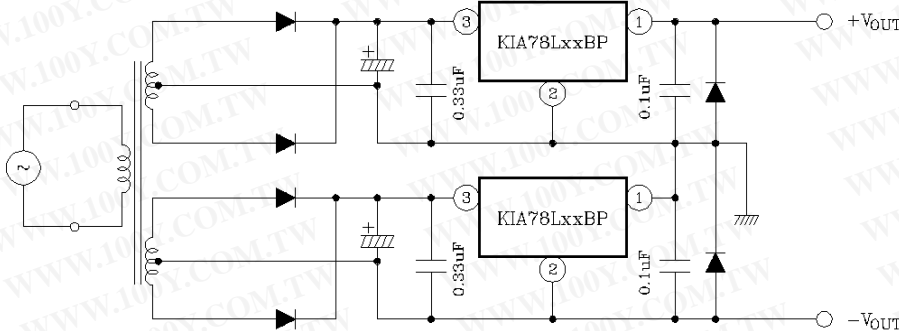 3
KIA78LxxBP
1
+VOUT
+
2
0.33uF
0.1uF
~
3
KIA78LxxBP
1
+
2
0.33uF
0.1uF
-VOUT
WWW.100Y.COM.TW